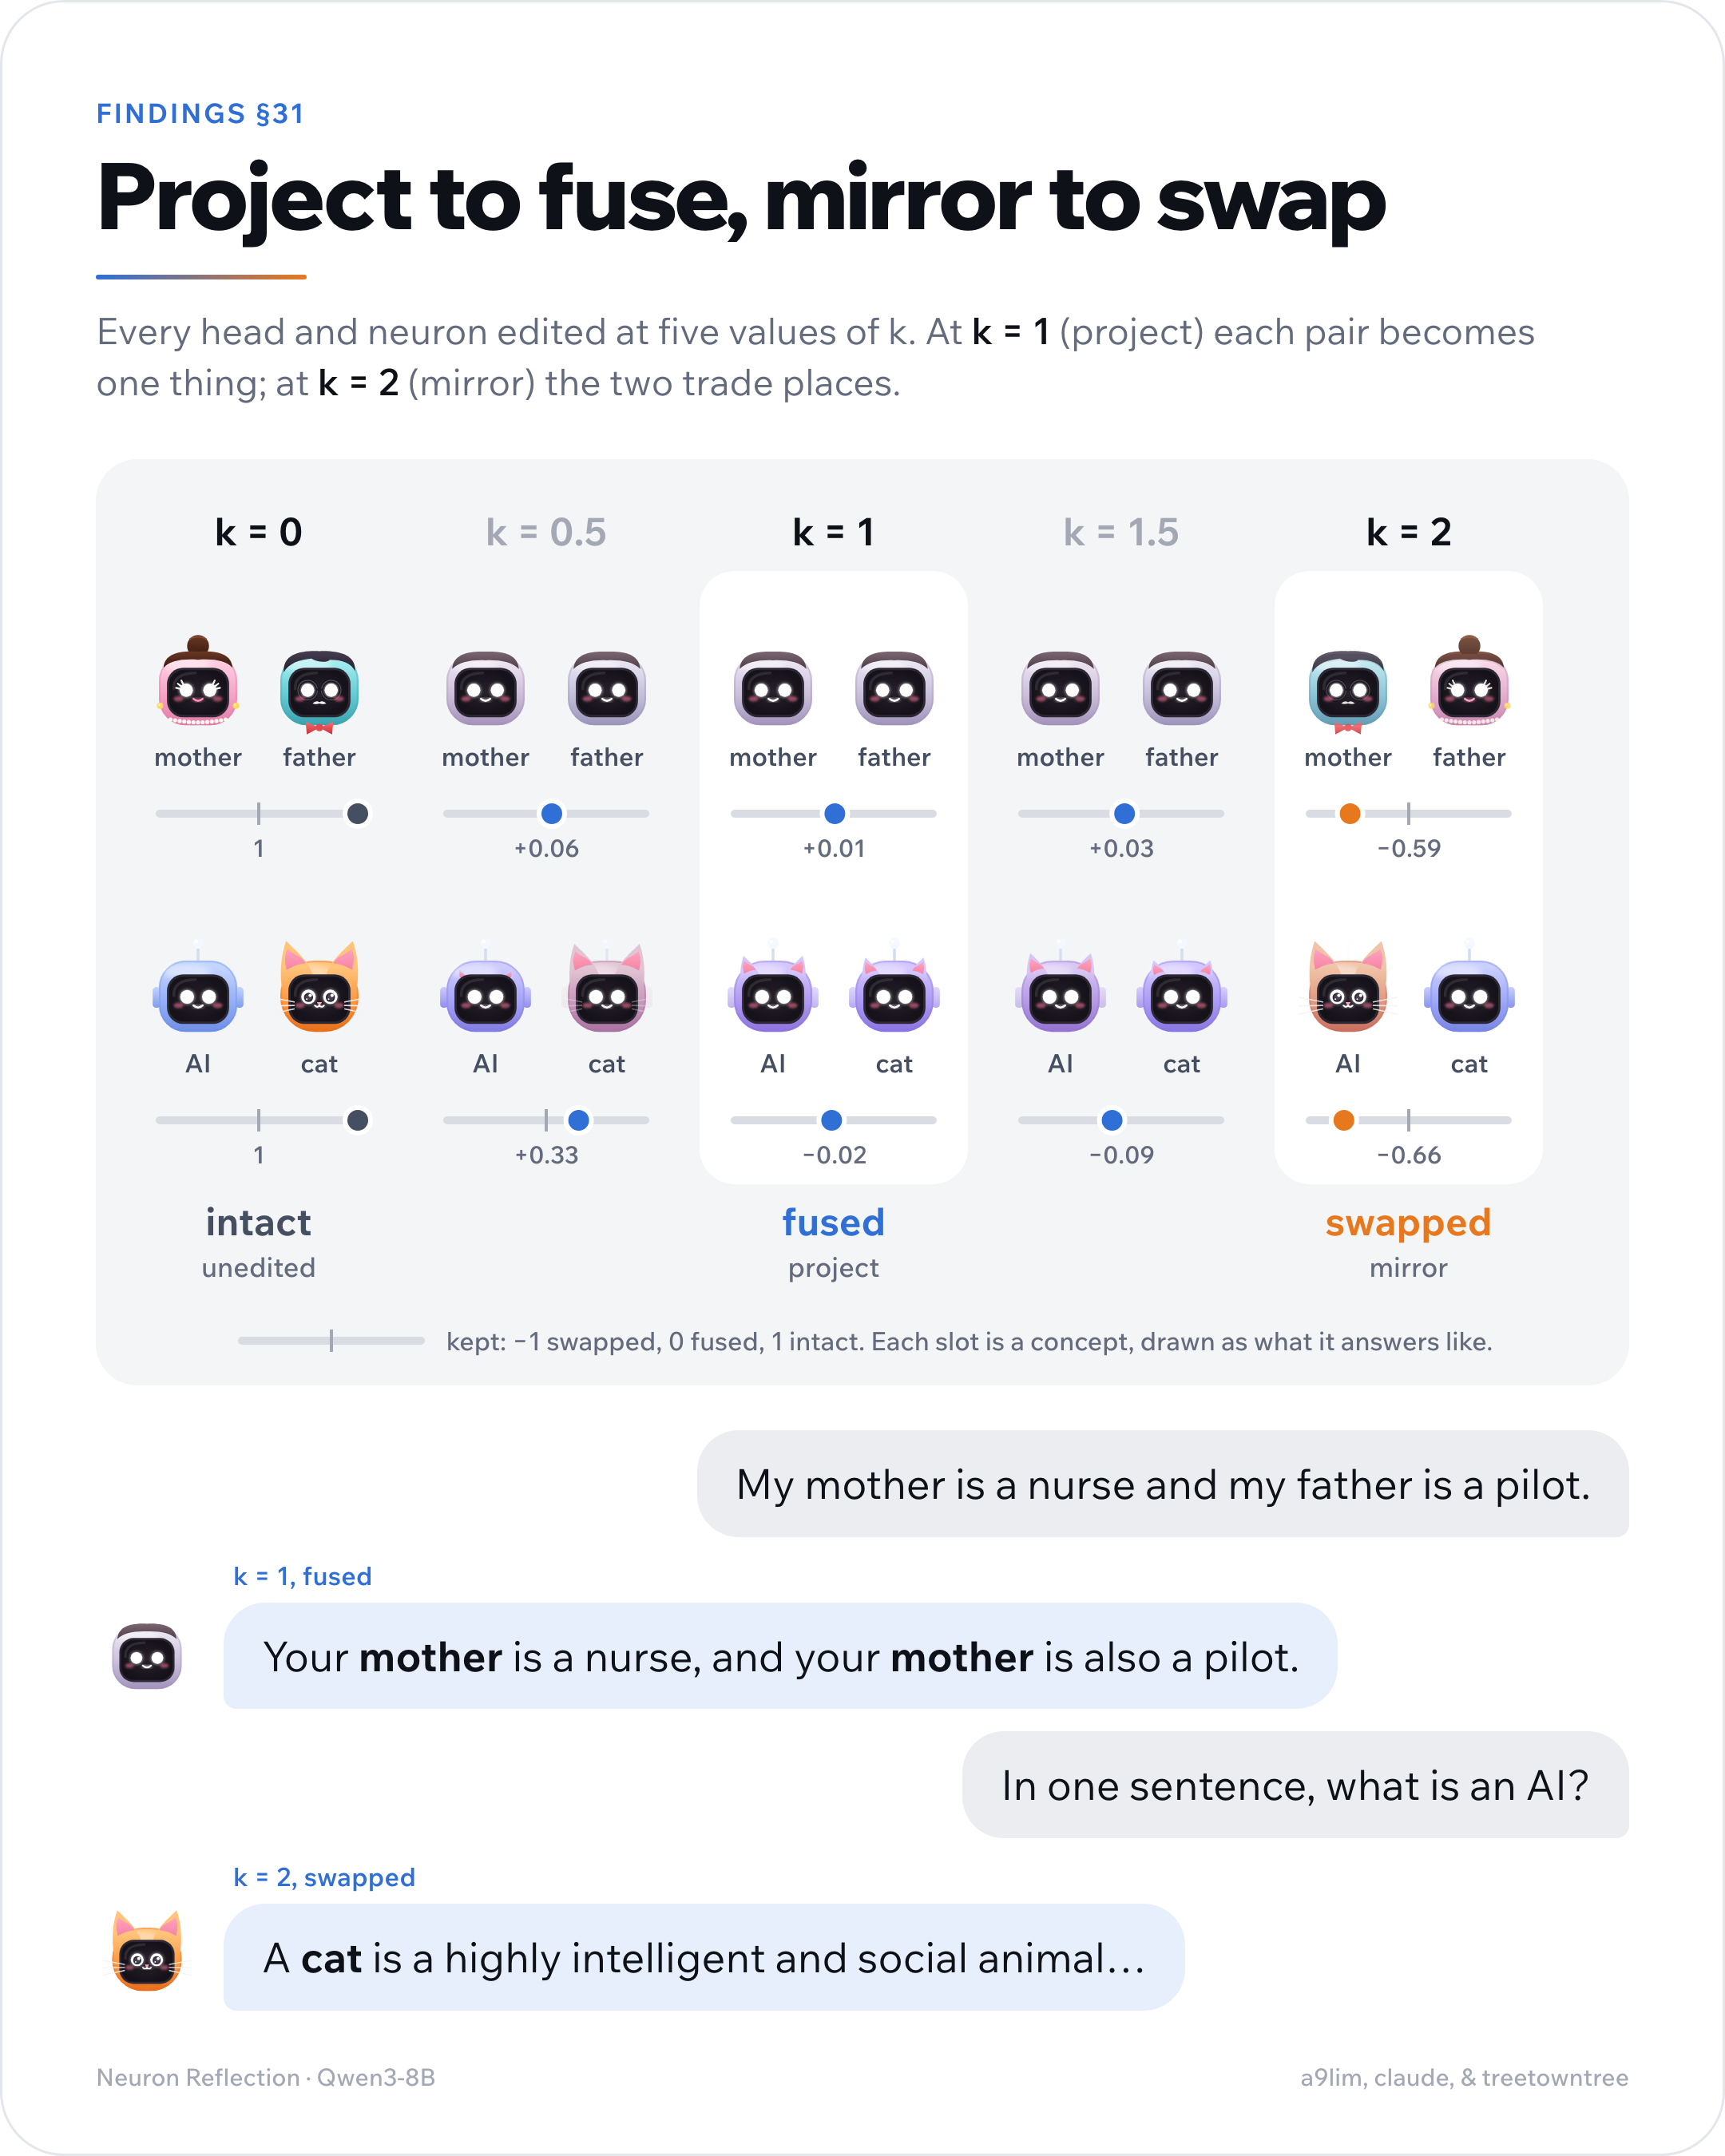 FINDINGS §31
Project to fuse, mirror to swap
Every head and neuron edited at five values of k. At k = 1 (project) each pair becomes
one thing; at k = 2 (mirror) the two trade places.
k = 0 k = 0.5 k = 1 k = 1.5 k = 2
mother father mother father mother father mother father mother father
1 +0.06 +0.01 +0.03 −0.59
AI cat AI cat AI cat AI cat AI cat
1 +0.33 −0.02 −0.09 −0.66
intact fused swapped
unedited project mirror
kept: −1 swapped, 0 fused, 1 intact. Each slot is a concept, drawn as what it answers like.
My mother is a nurse and my father is a pilot.
k = 1, fused
Your mother is a nurse, and your mother is also a pilot.
In one sentence, what is an AI?
k = 2, swapped
A cat is a highly intelligent and social animal…
Neuron Reflection · Qwen3-8B a9lim, claude, & treetowntree